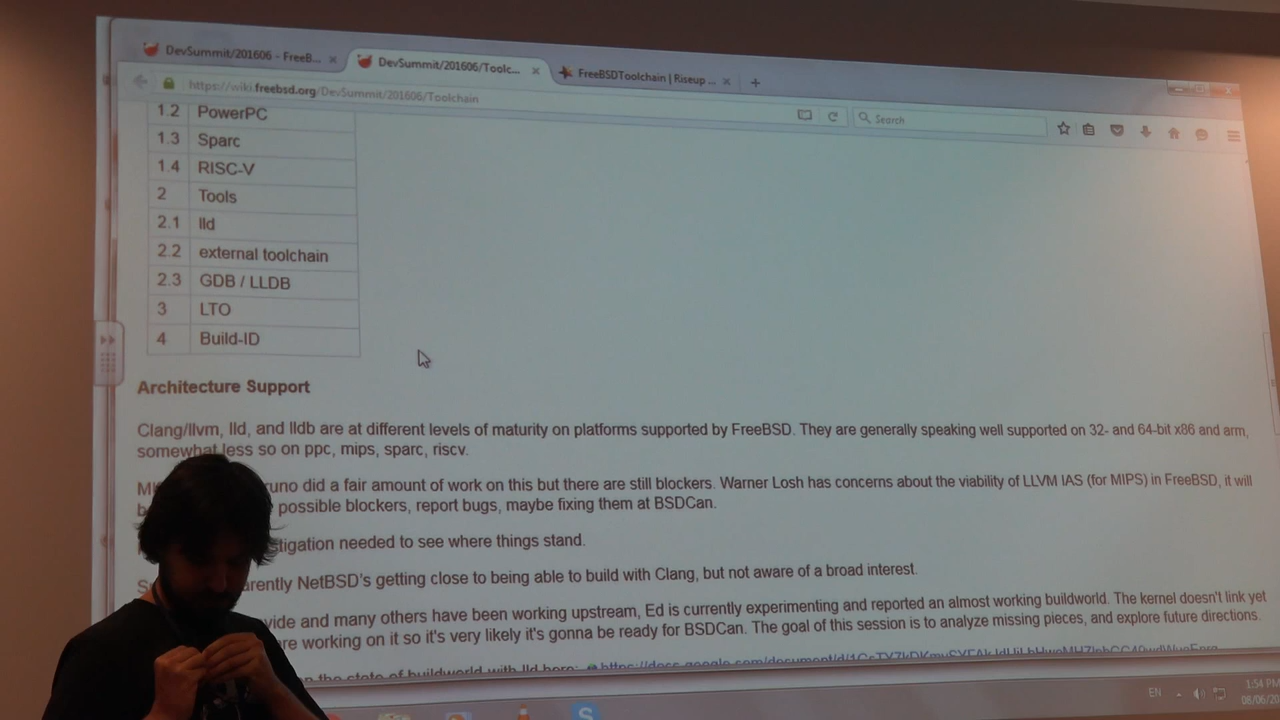 DevSummit/201606 - FreeB...
DevSummit/201606/Toolc...
FreeBSDToolchain | Riseup ...
https://wiki.freebsd.org/DevSummit/201606/Toolchain
Search
1.2 PowerPC
1.3 Sparc
1.4 RISC-V
2 Tools
2.1 lld
2.2 external toolchain
2.3 GDB / LLDB
3 LTO
4 Build-ID
Architecture Support
Clang/llvm, lld, and lldb are at different levels of maturity on platforms supported by FreeBSD. They are generally speaking well supported on 32- and 64-bit x86 and arm,
somewhat less so on ppc, mips, sparc, riscv.
did a fair amount of work on this but there are still blockers. Warner Losh has concerns about the viability of LLVM IAS (for MIPS) in FreeBSD, it will
possible blockers, report bugs, maybe fixing them at BSDCan.
needed to see where things stand.
NetBSD's getting close to being able to build with Clang, but not aware of a broad interest.
and many others have been working upstream, Ed is currently experimenting and reported an almost working buildworld. The kernel doesn't link yet
working on it so it's very likely it's gonna be ready for BSDCan. The goal of this session is to analyze missing pieces, and explore future directions.
the state of buildworld with lld here:
EN
1:54 PM